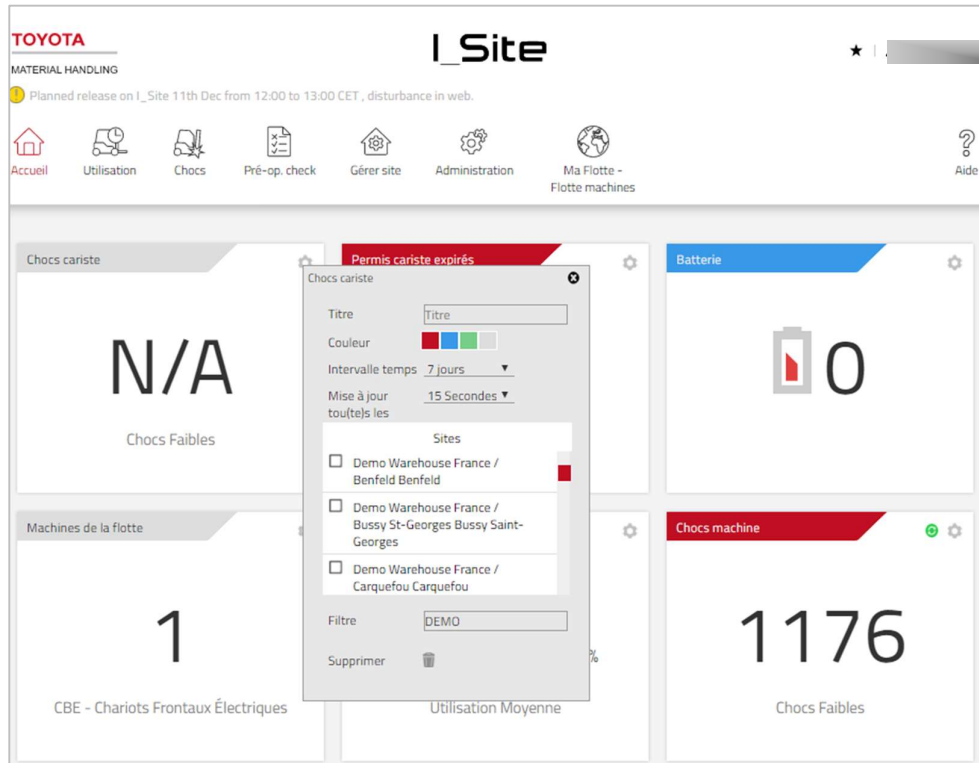 TOYOTA
MATERIAL HANDLING
I_Site
Planned release on I_Site 11th Dec from 12:00 to 13:00 CET , disturbance in web.
Accueil
Utilisation
Chocs
Pré-op. check
Gérer site
Administration
Ma Flotte -
Flotte machines
Aide
Chocs cariste
N/A
Chocs Faibles
Permis cariste expirés
Batterie
0
Chocs cariste
Titre
Titre
Couleur
Intervalle temps 7 jours
Mise à jour
tou(te)s les
15 Secondes
Sites
Demo Warehouse France /
Benfeld Benfeld
Demo Warehouse France /
Bussy St-Georges Bussy Saint-
Georges
Demo Warehouse France /
Carquefou Carquefou
Filtre
DEMO
Supprimer
Machines de la flotte
1
CBE - Chariots Frontaux Électriques
%
Utilisation Moyenne
Chocs machine
1176
Chocs Faibles